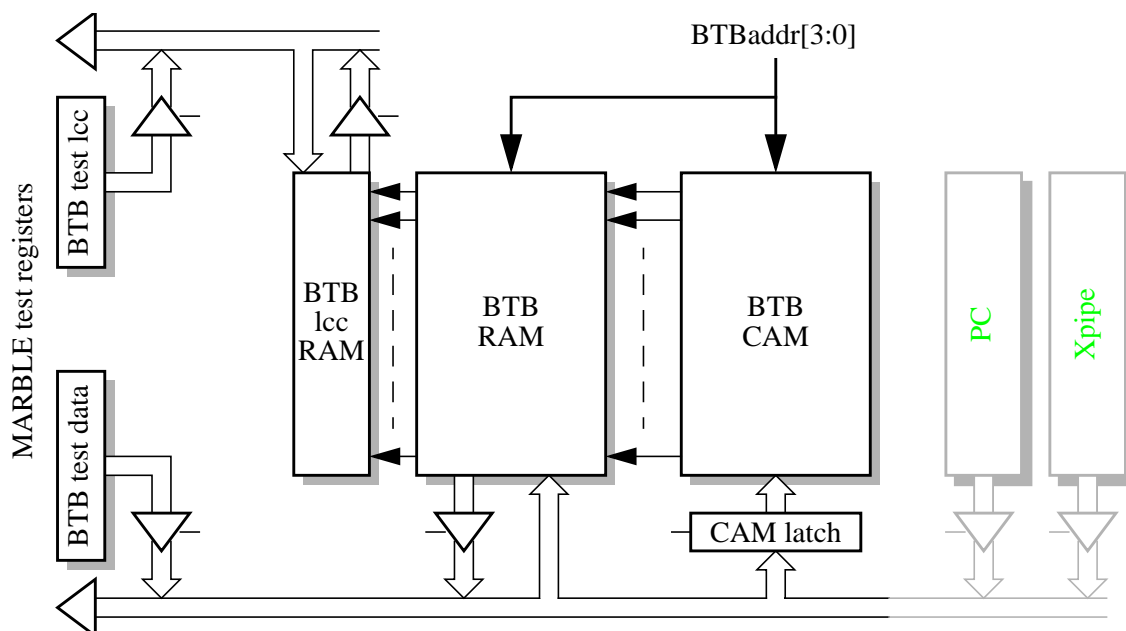 BTBaddr[3:0]
MARBLE test registers
BTB test lcc
BTB test data
BTB
lcc
RAM
BTB
RAM
BTB
CAM
PC
Xpipe
CAM latch